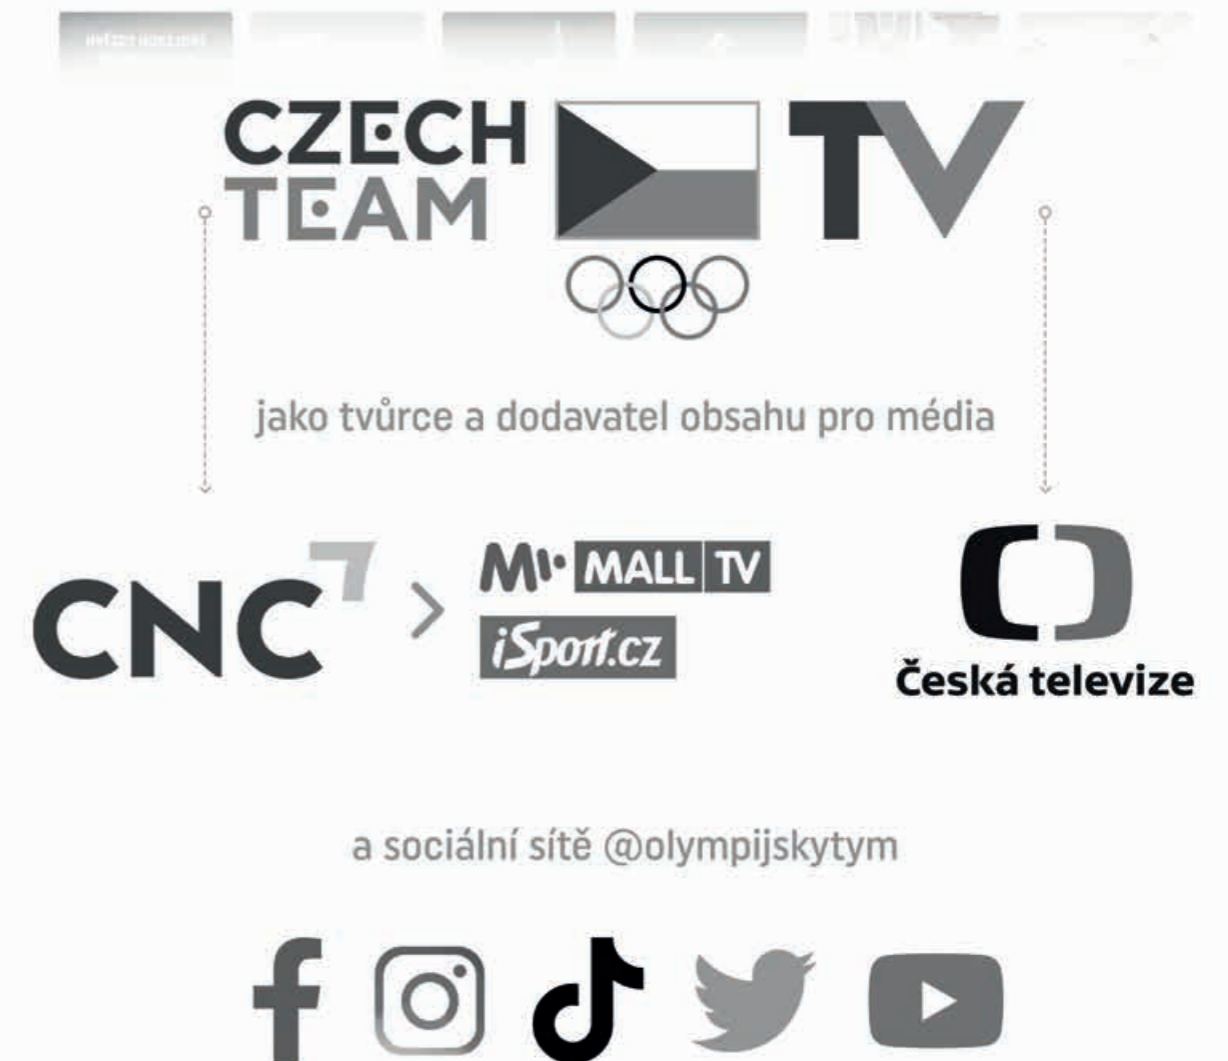 CZECH TEAM TV
jako tvůrce a dodavatel obsahu pro média
CNC
MALL TV
iSport.cz
Česká televize
a sociální sítě @olympijskytym